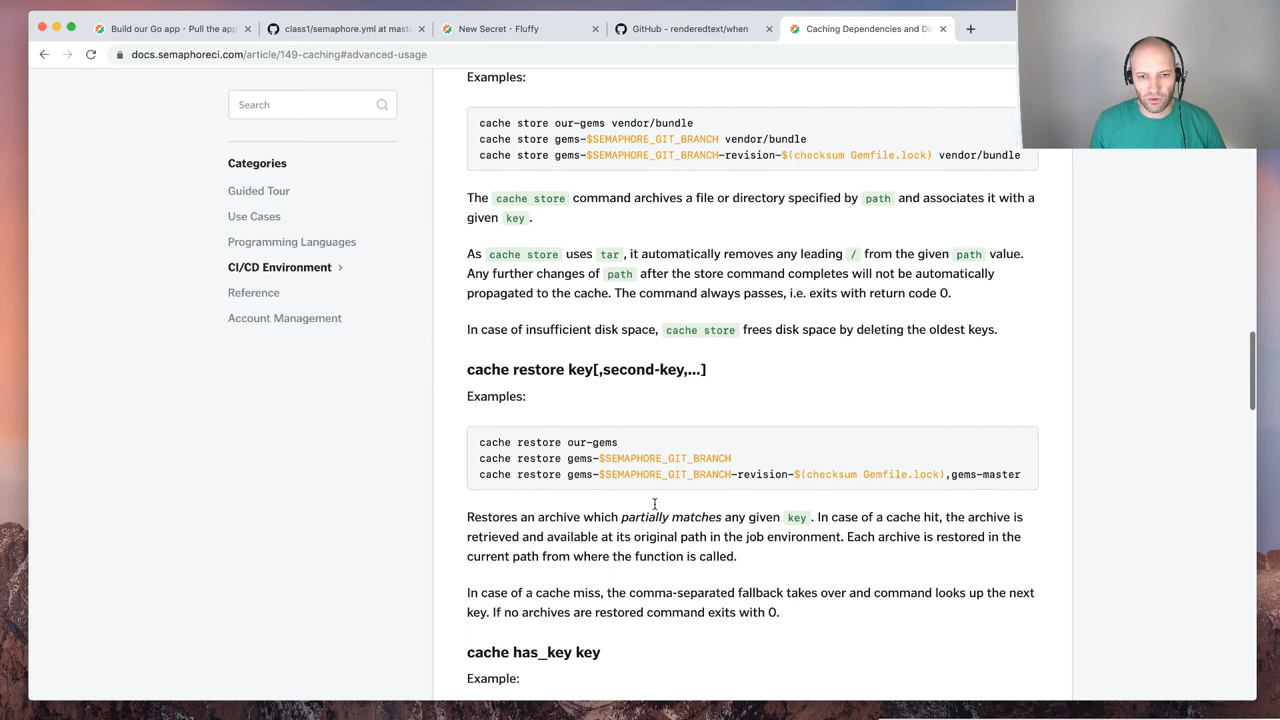 Build our Go app - Pull the app
class1/semaphore.yml at mast
New Secret · Fluffy
GitHub - renderedtext/when
Caching Dependencies and Di
docs.semaphoreci.com/article/149-caching#advanced-usage
Search
Categories
Guided Tour
Use Cases
Programming Languages
CI/CD Environment
Reference
Account Management
Examples:
cache store our-gems vendor/bundle
cache store gems-$SEMAPHORE_GIT_BRANCH vendor/bundle
cache store gems-$SEMAPHORE_GIT_BRANCH-revision-$(checksum Gemfile.lock) vendor/bundle
The cache store command archives a file or directory specified by path and associates it with a
given key.
As cache store uses tar, it automatically removes any leading / from the given path value.
Any further changes of path after the store command completes will not be automatically
propagated to the cache. The command always passes, i.e. exits with return code 0.
In case of insufficient disk space, cache store frees disk space by deleting the oldest keys.
cache restore key[,second-key,...]
Examples:
cache restore our-gems
cache restore gems-$SEMAPHORE_GIT_BRANCH
cache restore gems-$SEMAPHORE_GIT_BRANCH-revision-$(checksum Gemfile.lock),gems-master
Restores an archive which partially matches any given key. In case of a cache hit, the archive is
retrieved and available at its original path in the job environment. Each archive is restored in the
current path from where the function is called.
In case of a cache miss, the comma-separated fallback takes over and command looks up the next
key. If no archives are restored command exits with 0.
cache has_key key
Example: